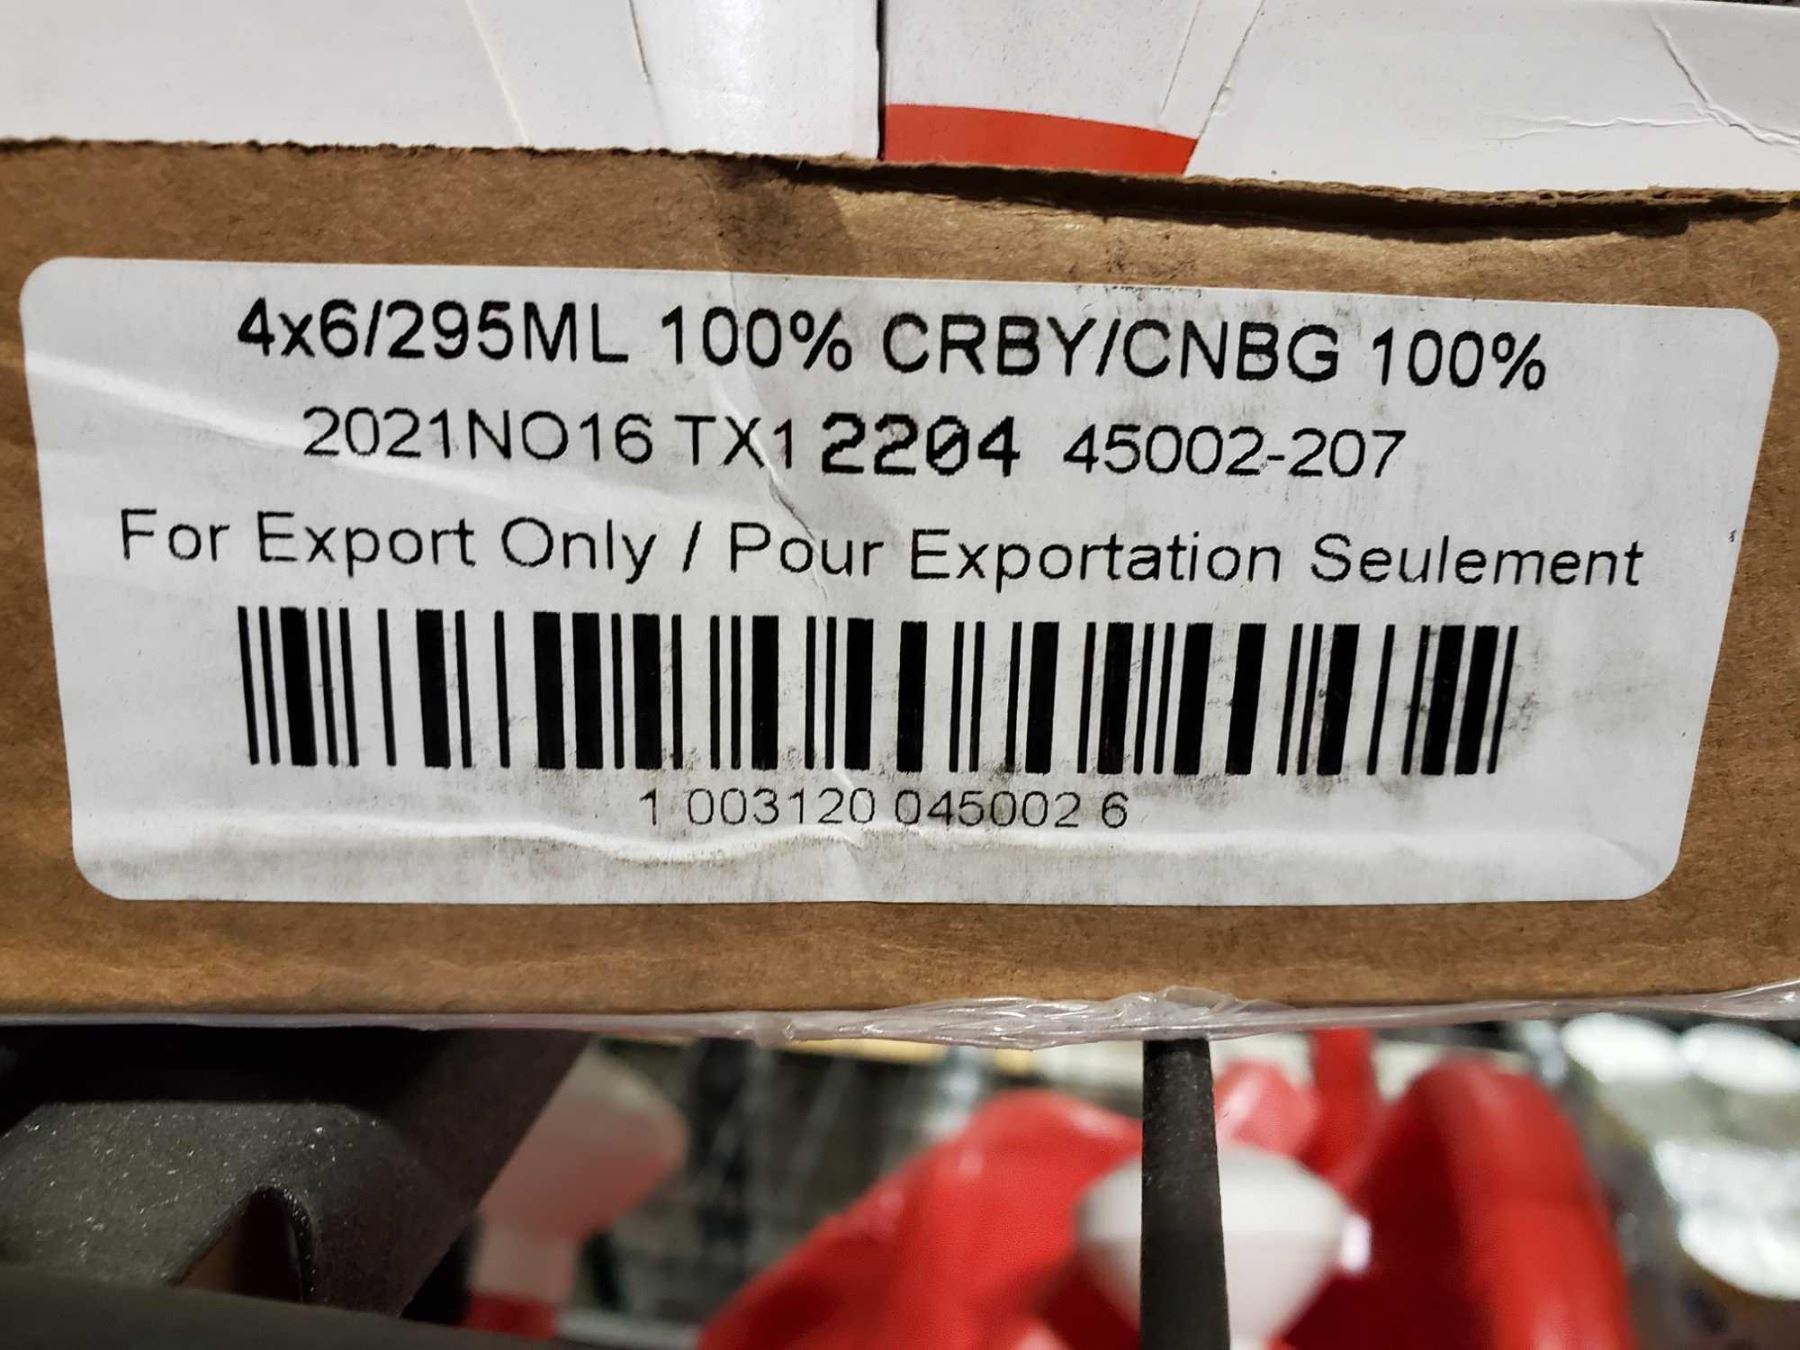 4x6/295ML 100% CRBY/CNBG 100%
2021NO16 TX1 2204 45002-207
For Export Only / Pour Exportation Seulement
1 003120 045002 6